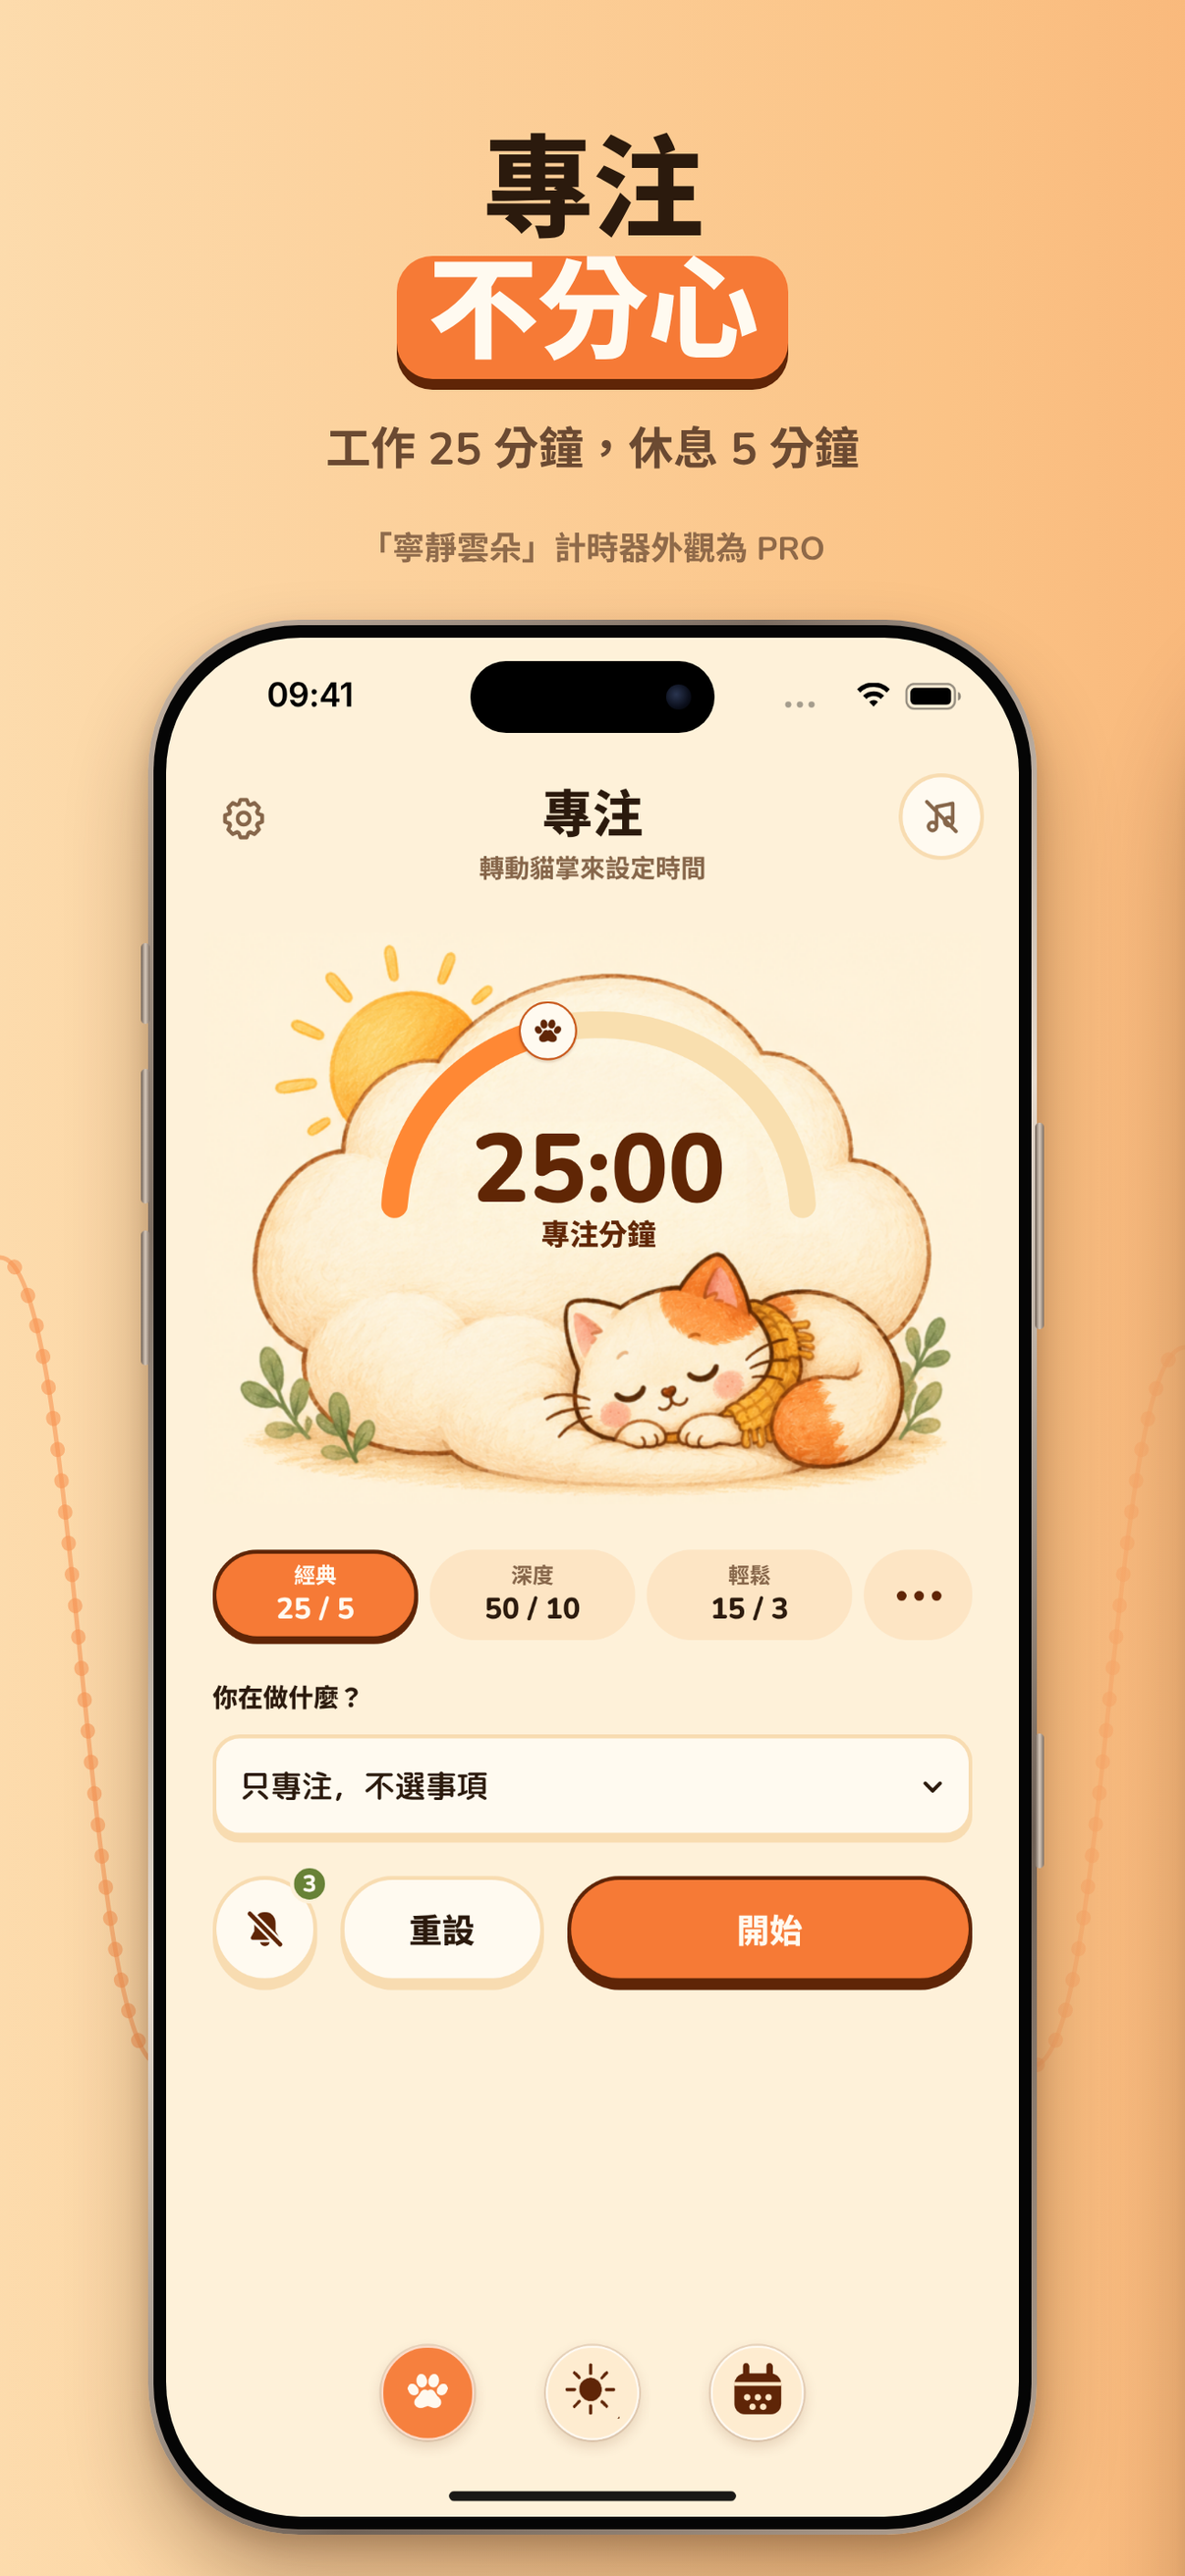 專注
不分心
工作 25 分鐘，休息 5 分鐘
「寧靜雲朵」計時器外觀為 PRO
09:41
專注
轉動貓掌來設定時間
25:00
專注分鐘
經典
25 / 5
深度
50 / 10
輕鬆
15 / 3
你在做什麼？
只專注，不選事項
3
重設
開始